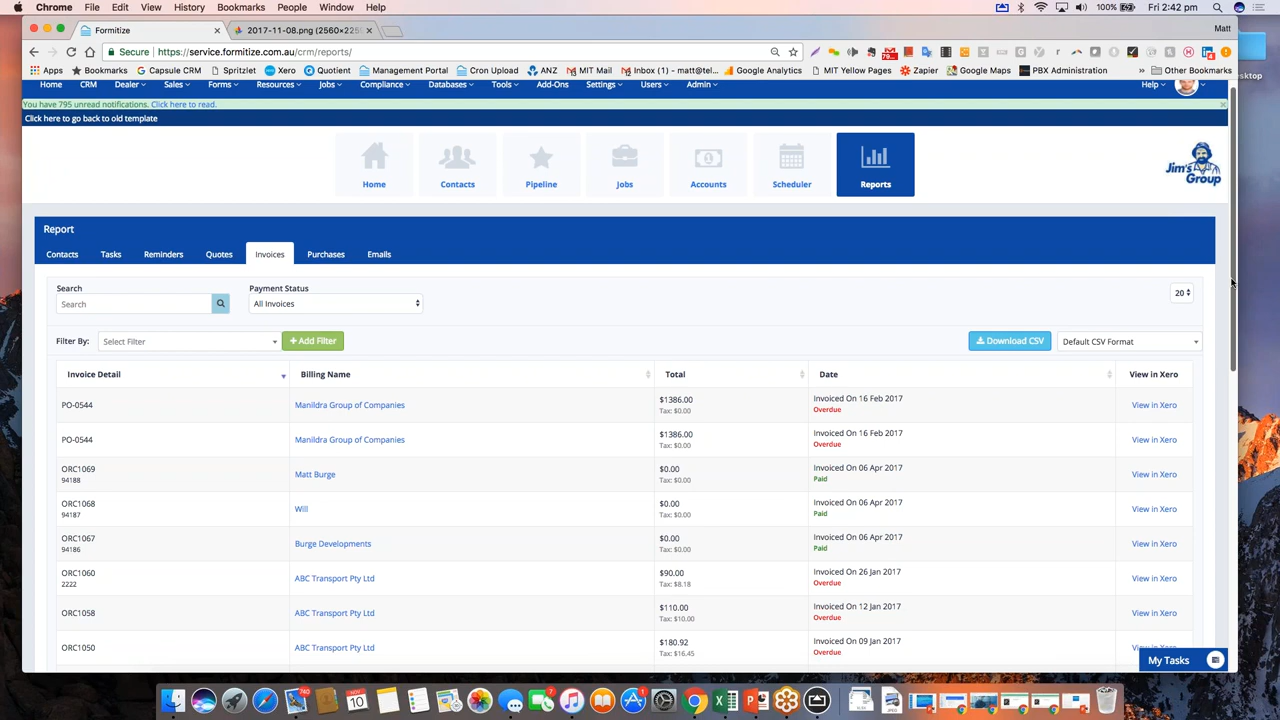 Chrome File Edit View History Bookmarks People Window Help 100% Fri 2:42 pm
Formitize 2017-11-08.png (2560×225 Matt
Secure https://service.formitize.com.au/crm/reports/
Apps Bookmarks Capsule CRM Spritzlet Xero Quotient Management Portal Cron Upload ANZ MIT Mail Inbox (1) - matt@tel... Google Analytics MIT Yellow Pages Zapier Google Maps PBX Administration » Other Bookmarks
Home CRM Dealer Sales Forms Resources Jobs Compliance Databases Tools Add-Ons Settings Users Admin Help
You have 795 unread notifications. Click here to read.
Click here to go back to old template
Home Contacts Pipeline Jobs Accounts Scheduler Reports
Jim's Group
Report
Contacts Tasks Reminders Quotes Invoices Purchases Emails
Search Payment Status
Search All Invoices 20
Filter By: Select Filter + Add Filter Download CSV Default CSV Format
Invoice Detail Billing Name Total Date View in Xero
PO-0544 Manildra Group of Companies $1386.00 Tax: $0.00 Invoiced On 16 Feb 2017 Overdue View in Xero
PO-0544 Manildra Group of Companies $1386.00 Tax: $0.00 Invoiced On 16 Feb 2017 Overdue View in Xero
ORC1069 94188 Matt Burge $0.00 Tax: $0.00 Invoiced On 06 Apr 2017 Paid View in Xero
ORC1068 94187 Will $0.00 Tax: $0.00 Invoiced On 06 Apr 2017 Paid View in Xero
ORC1067 94186 Burge Developments $0.00 Tax: $0.00 Invoiced On 06 Apr 2017 Paid View in Xero
ORC1060 2222 ABC Transport Pty Ltd $90.00 Tax: $8.18 Invoiced On 26 Jan 2017 Overdue View in Xero
ORC1058 ABC Transport Pty Ltd $110.00 Tax: $10.00 Invoiced On 12 Jan 2017 Overdue View in Xero
ORC1050 ABC Transport Pty Ltd $180.92 Tax: $16.45 Invoiced On 09 Jan 2017 Overdue
My Tasks